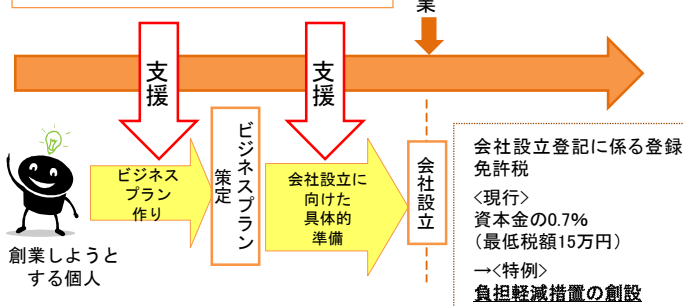 業
支援
支援
ビジネス
プラン
作り
ビジネスプラン
策定
会社設立に
向けた
具体的
準備
会社設立
創業しようと
する個人
会社設立登記に係る登録
免許税
<現行>
資本金の0.7%
(最低税額15万円)
→<特例>
負担軽減措置の創設